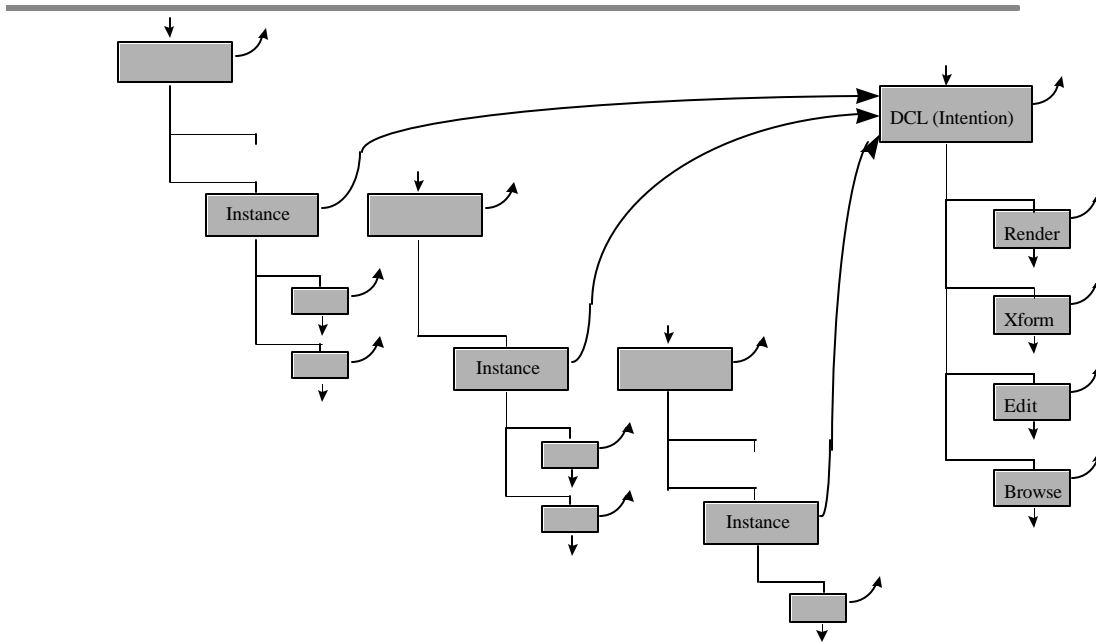 DCL (Intention)
Instance
Render
Xform
Instance
Edit
Browse
Instance